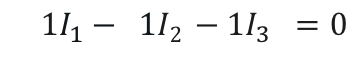 1I₁ − 1I₂ − 1I₃ = 0